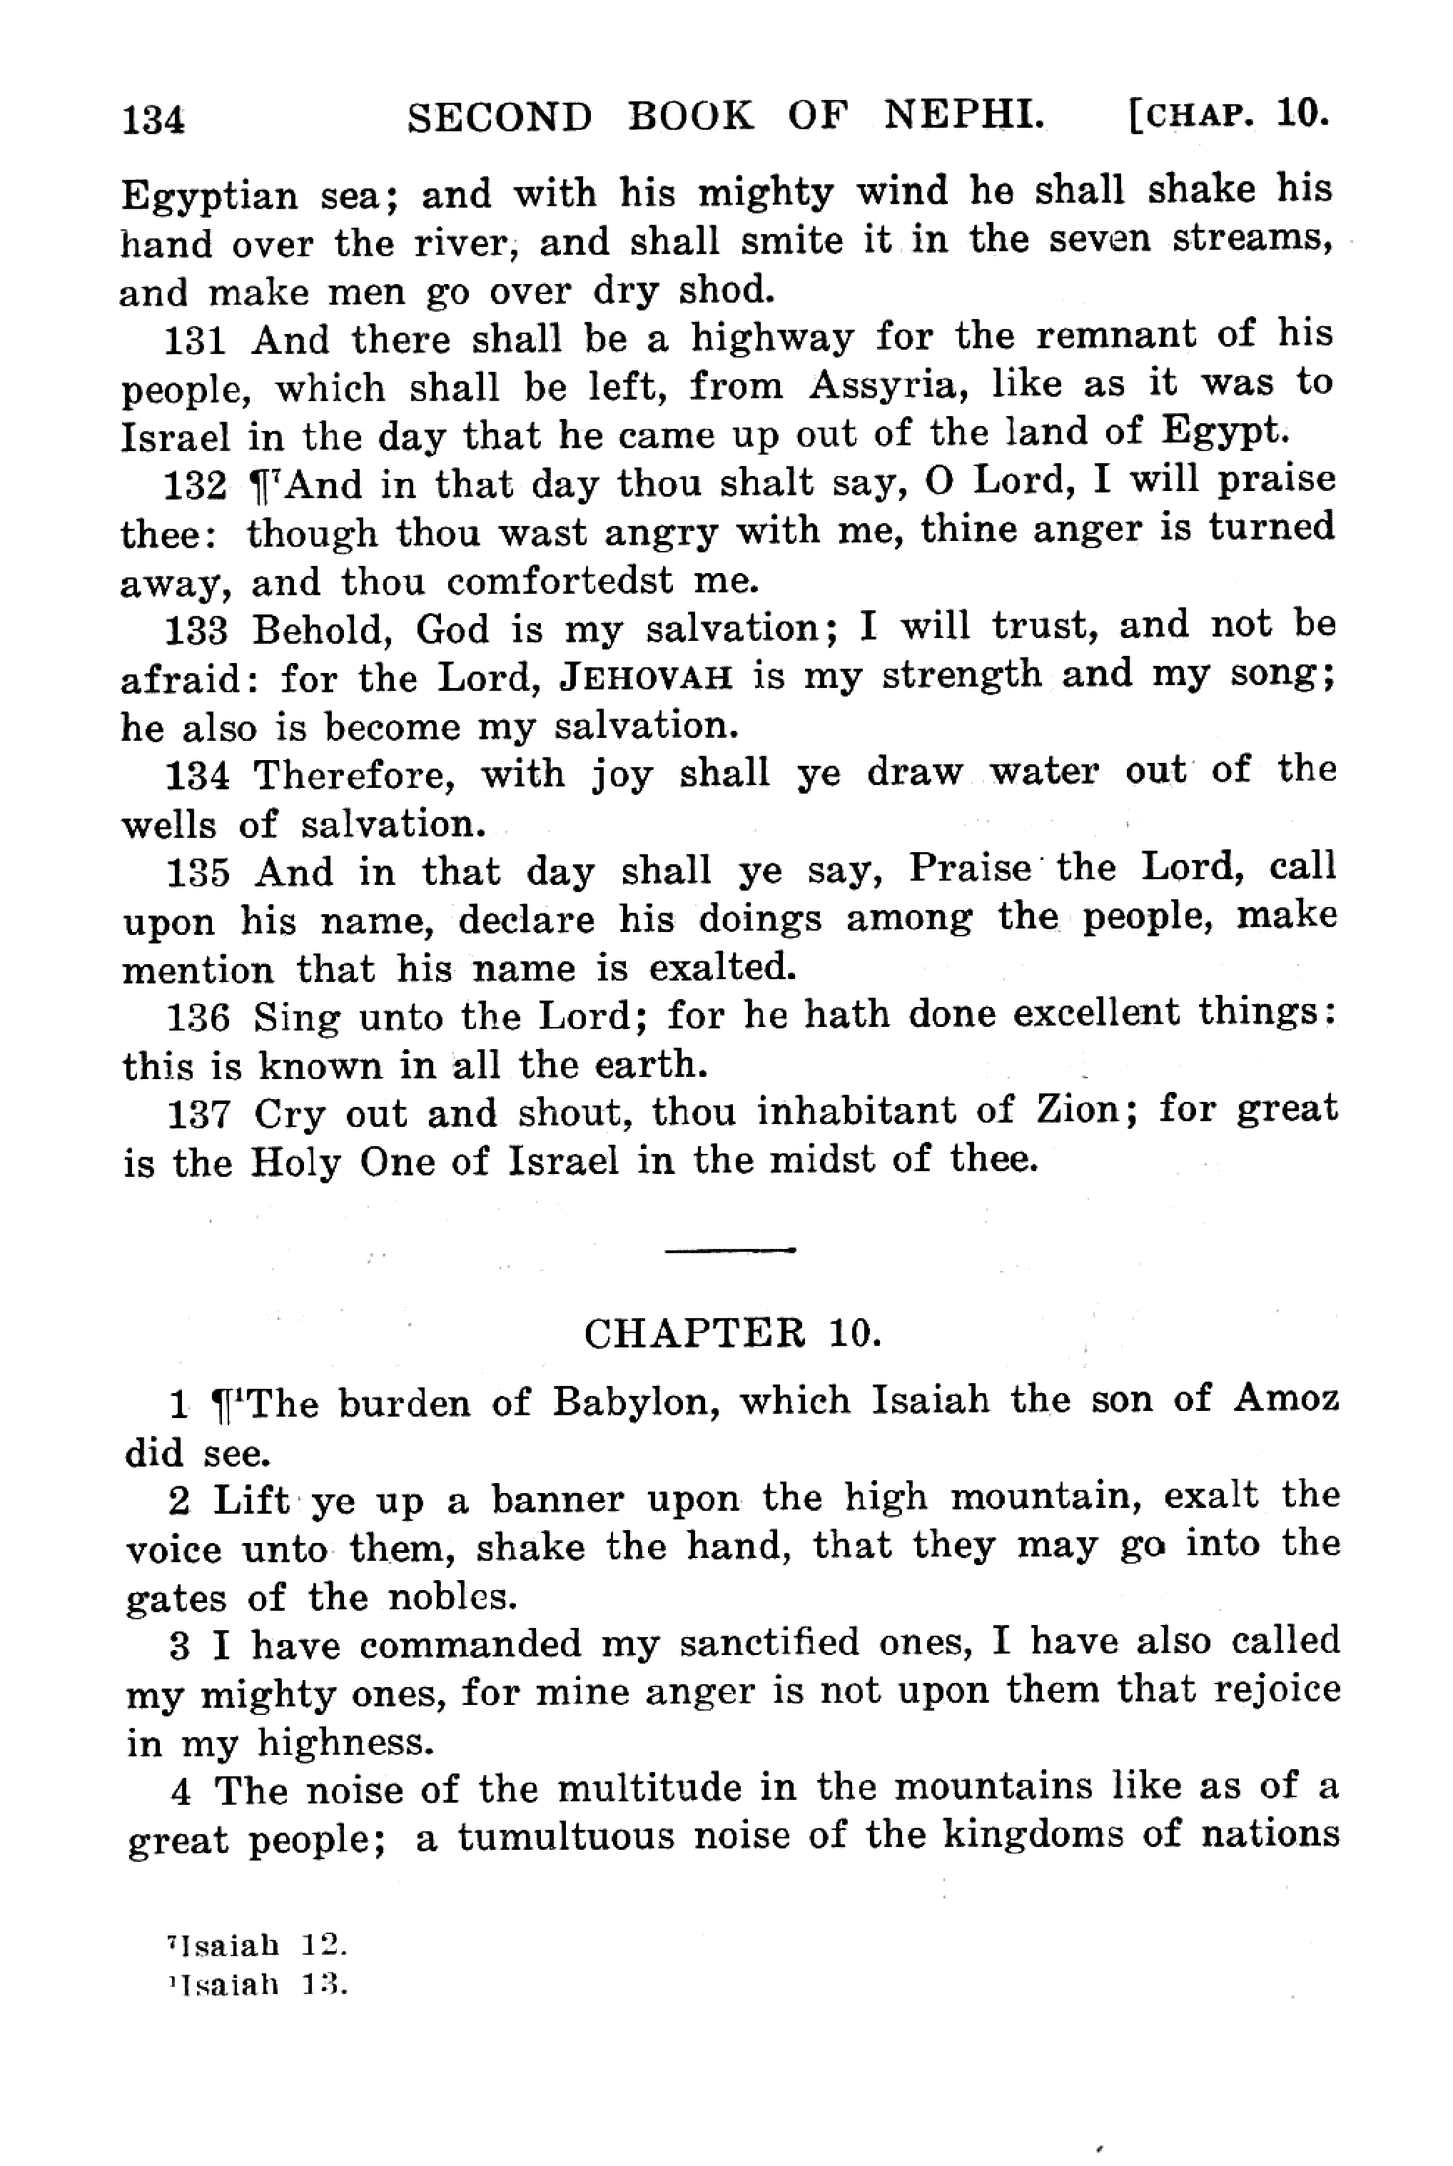 134 SECOND BOOK OF NEPHI. [CHAP. 10.
Egyptian sea; and with his mighty wind he shall shake his
hand over the river, and shall smite it in the seven streams,
and make men go over dry shod.
131 And there shall be a highway for the remnant of his
people, which shall be left, from Assyria, like as it was to
Israel in the day that he came up out of the land of Egypt.
132 ¶⁷And in that day thou shalt say, O Lord, I will praise
thee: though thou wast angry with me, thine anger is turned
away, and thou comfortedst me.
133 Behold, God is my salvation; I will trust, and not be
afraid: for the Lord, JEHOVAH is my strength and my song;
he also is become my salvation.
134 Therefore, with joy shall ye draw water out of the
wells of salvation.
135 And in that day shall ye say, Praise the Lord, call
upon his name, declare his doings among the people, make
mention that his name is exalted.
136 Sing unto the Lord; for he hath done excellent things:
this is known in all the earth.
137 Cry out and shout, thou inhabitant of Zion; for great
is the Holy One of Israel in the midst of thee.
CHAPTER 10.
1 ¶¹The burden of Babylon, which Isaiah the son of Amoz
did see.
2 Lift ye up a banner upon the high mountain, exalt the
voice unto them, shake the hand, that they may go into the
gates of the nobles.
3 I have commanded my sanctified ones, I have also called
my mighty ones, for mine anger is not upon them that rejoice
in my highness.
4 The noise of the multitude in the mountains like as of a
great people; a tumultuous noise of the kingdoms of nations
⁷Isaiah 12.
¹Isaiah 13.